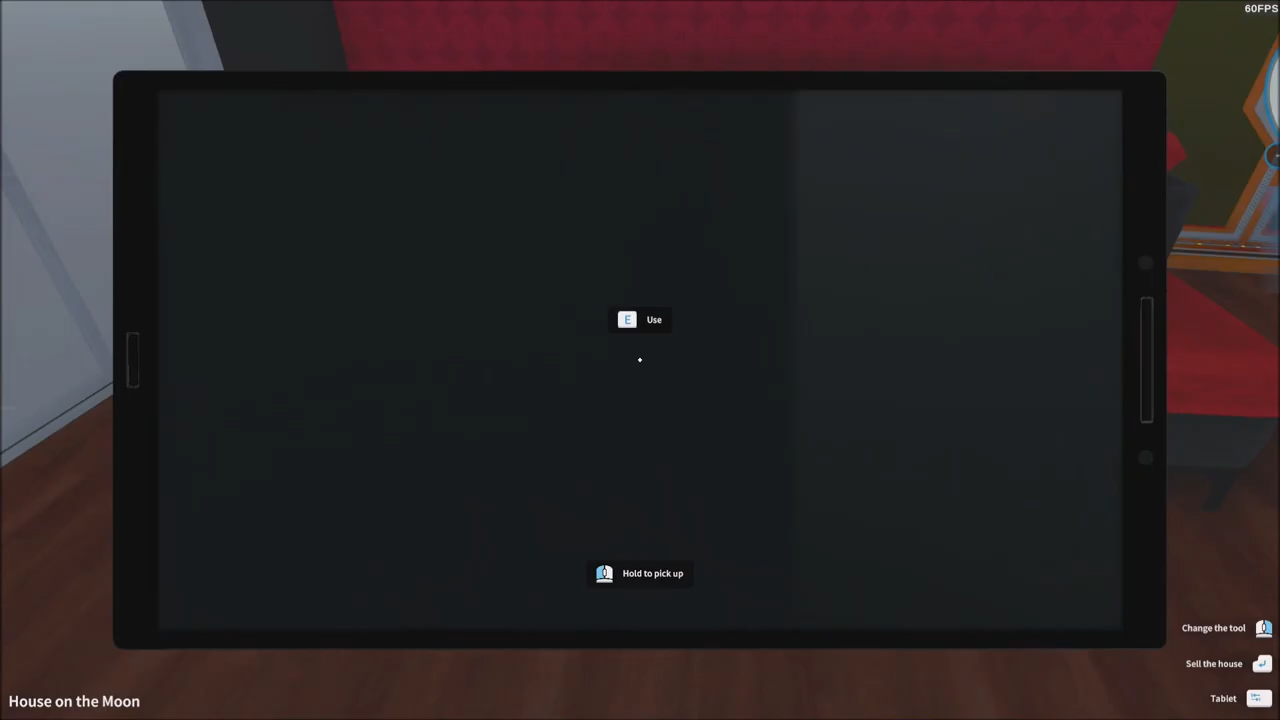 60FPS
E Use
Hold to pick up
Change the tool
Sell the house
House on the Moon
Tablet